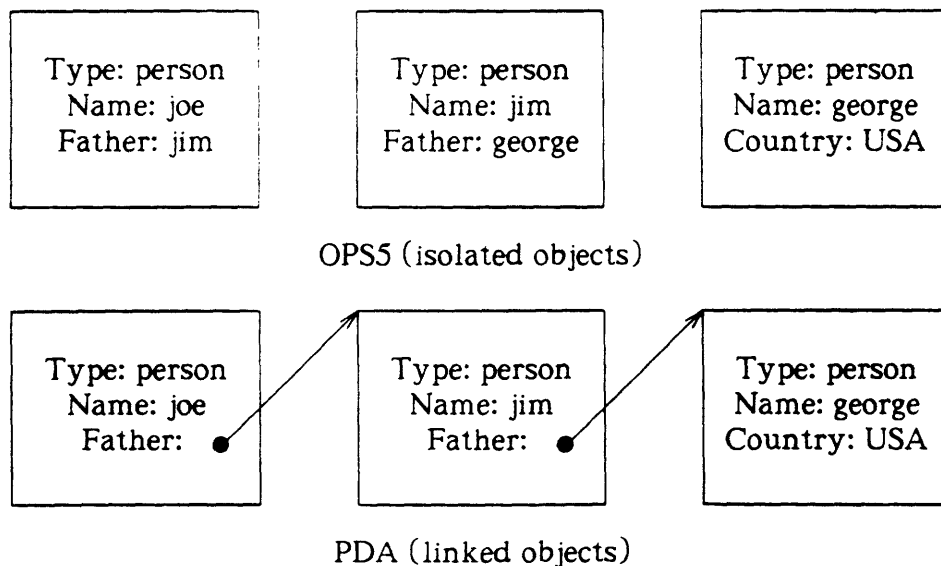 Type: person
Name: joe
Father: jim
Type: person
Name: jim
Father: george
Type: person
Name: george
Country: USA
OPS5 (isolated objects)
Type: person
Name: joe
Father:
Type: person
Name: jim
Father:
Type: person
Name: george
Country: USA
PDA (linked objects)